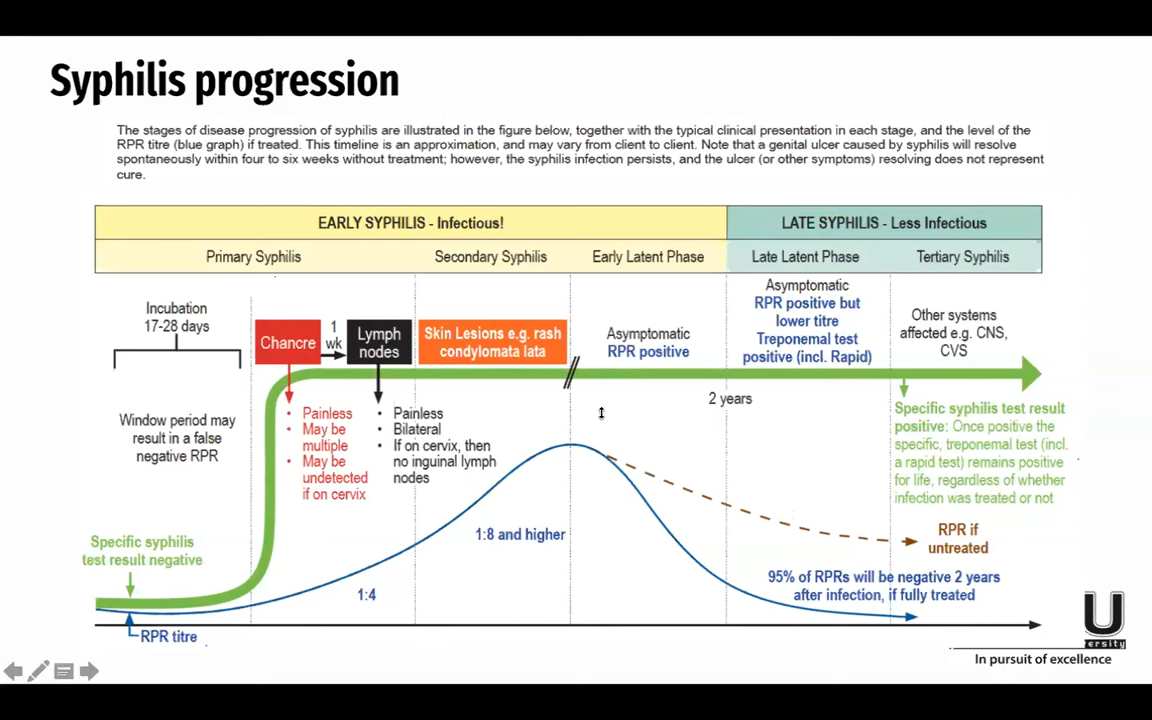 Syphilis progression
The stages of disease progression of syphilis are illustrated in the figure below, together with the typical clinical presentation in each stage, and the level of the
RPR titre (blue graph) if treated. This timeline is an approximation, and may vary from client to client. Note that a genital ulcer caused by syphilis will resolve
spontaneously within four to six weeks without treatment; however, the syphilis infection persists, and the ulcer (or other symptoms) resolving does not represent
cure.
EARLY SYPHILIS - Infectious!
LATE SYPHILIS - Less Infectious
Primary Syphilis
Secondary Syphilis
Early Latent Phase
Late Latent Phase
Tertiary Syphilis
Incubation
17-28 days
Chancre
1
wk
Lymph
nodes
Skin Lesions e.g. rash
condylomata lata
Asymptomatic
RPR positive
Asymptomatic
RPR positive but
lower titre
Treponemal test
positive (incl. Rapid)
Other systems
affected e.g. CNS,
CVS
2 years
Window period may
result in a false
negative RPR
• Painless
• May be
multiple
• May be
undetected
if on cervix
• Painless
• Bilateral
• If on cervix, then
no inguinal lymph
nodes
Specific syphilis test result
positive: Once positive the
specific, treponemal test (incl.
a rapid test) remains positive
for life, regardless of whether
infection was treated or not
Specific syphilis
test result negative
1:8 and higher
RPR if
untreated
1:4
95% of RPRs will be negative 2 years
after infection, if fully treated
RPR titre
U
ersity
In pursuit of excellence